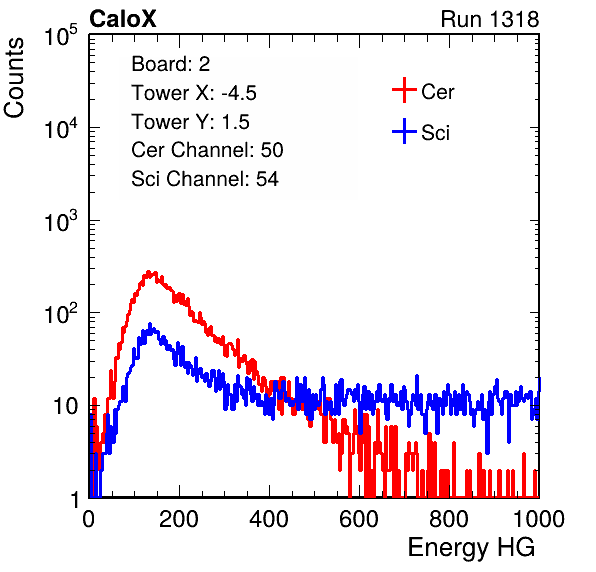 CaloX Run 1318
Counts
10^5
10^4
10^3
10^2
10
1
Board: 2
Tower X: -4.5
Tower Y: 1.5
Cer Channel: 50
Sci Channel: 54
Cer
Sci
0 200 400 600 800 1000
Energy HG